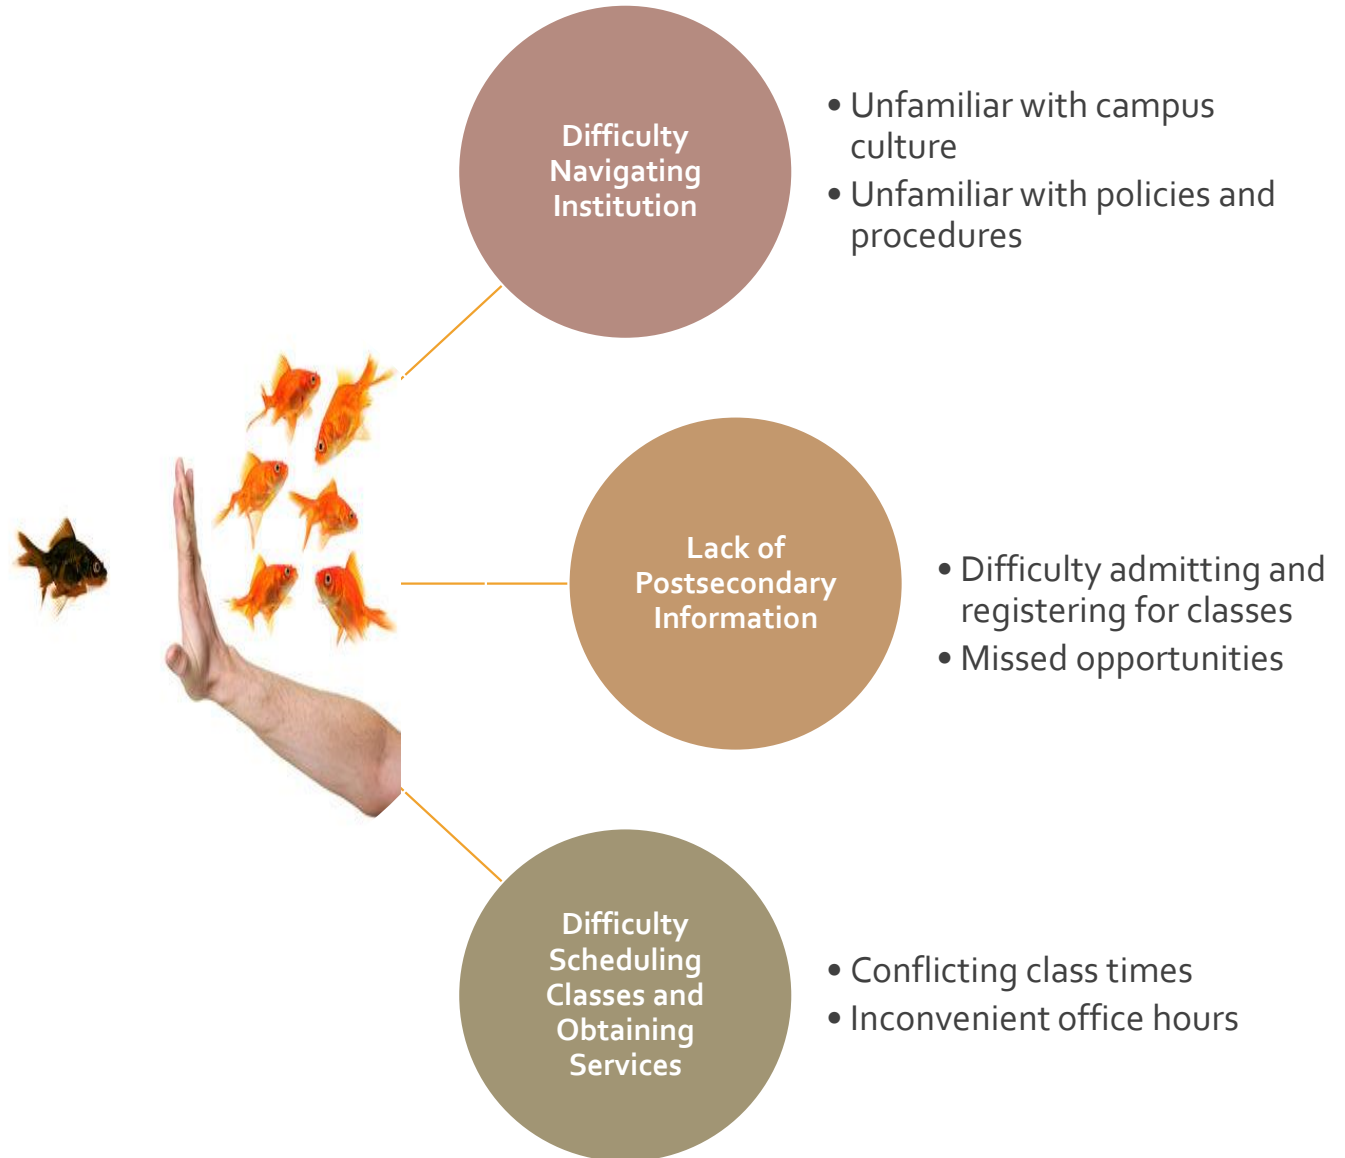 Difficulty
Navigating
Institution
• Unfamiliar with campus
culture
• Unfamiliar with policies and
procedures
Lack of
Postsecondary
Information
• Difficulty admitting and
registering for classes
• Missed opportunities
Difficulty
Scheduling
Classes and
Obtaining
Services
• Conflicting class times
• Inconvenient office hours